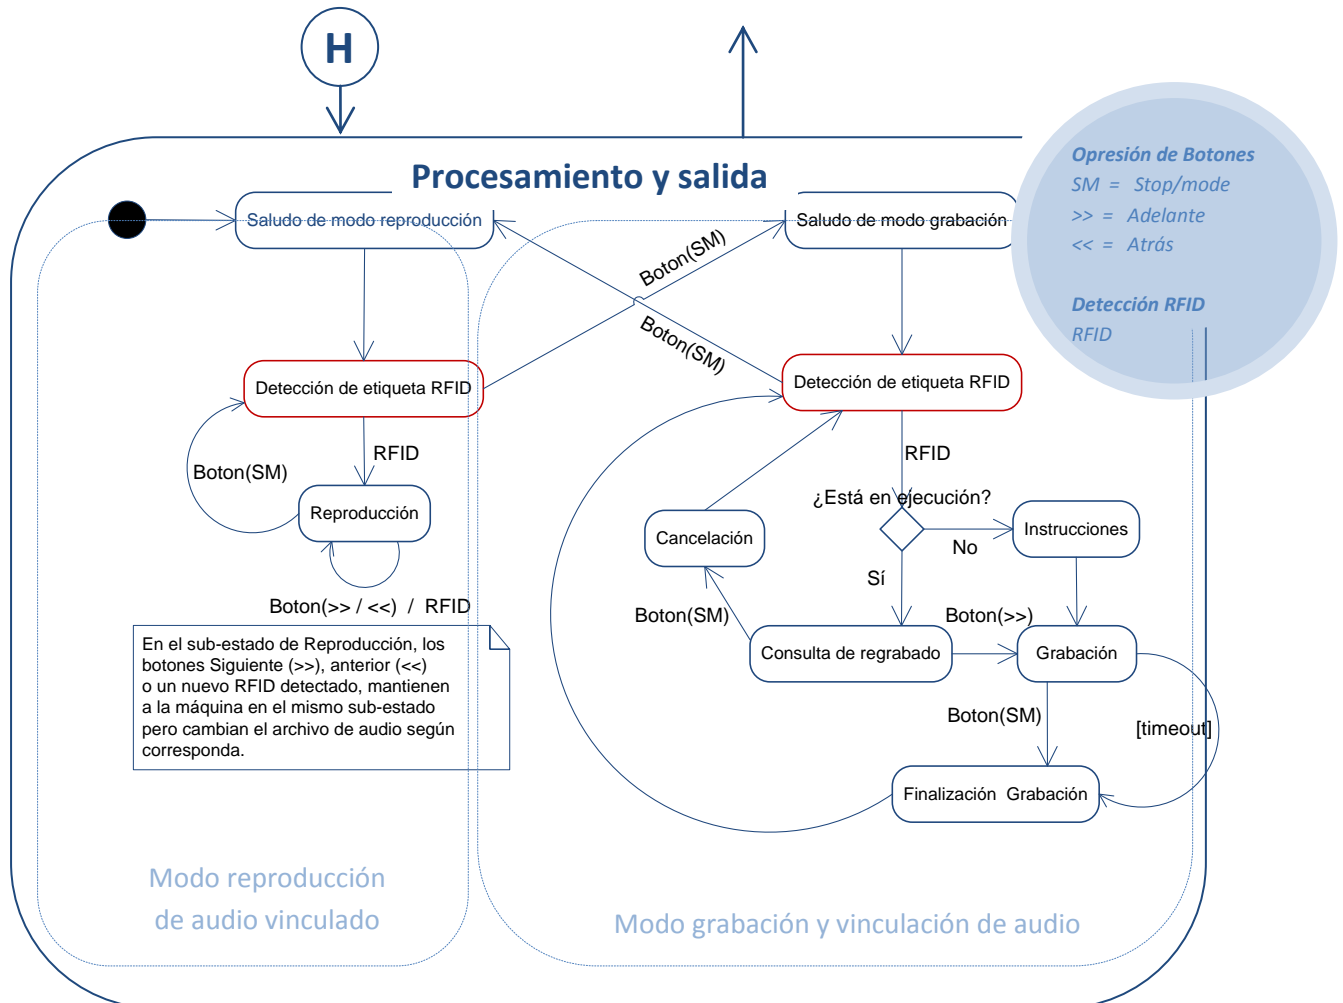 H
Procesamiento y salida
Opresión de Botones
SM = Stop/mode
>> = Adelante
<< = Atrás
Detección RFID
RFID
Saludo de modo reproducción
Saludo de modo grabación
Boton(SM)
Boton(SM)
Detección de etiqueta RFID
Detección de etiqueta RFID
RFID
RFID
Boton(SM)
¿Está en ejecución?
Reproducción
Cancelación
Instrucciones
No
Sí
Boton(>> / <<) / RFID
Boton(SM)
Boton(>>)
En el sub-estado de Reproducción, los
botones Siguiente (>>), anterior (<<)
o un nuevo RFID detectado, mantienen
a la máquina en el mismo sub-estado
pero cambian el archivo de audio según
corresponda.
Consulta de regrabado
Grabación
Boton(SM)
[timeout]
Finalización Grabación
Modo reproducción
de audio vinculado
Modo grabación y vinculación de audio